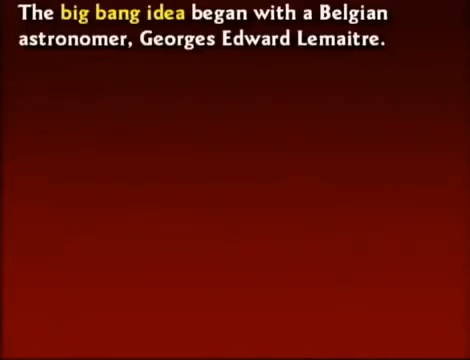 The big bang idea began with a Belgian
astronomer, Georges Edward Lemaitre.